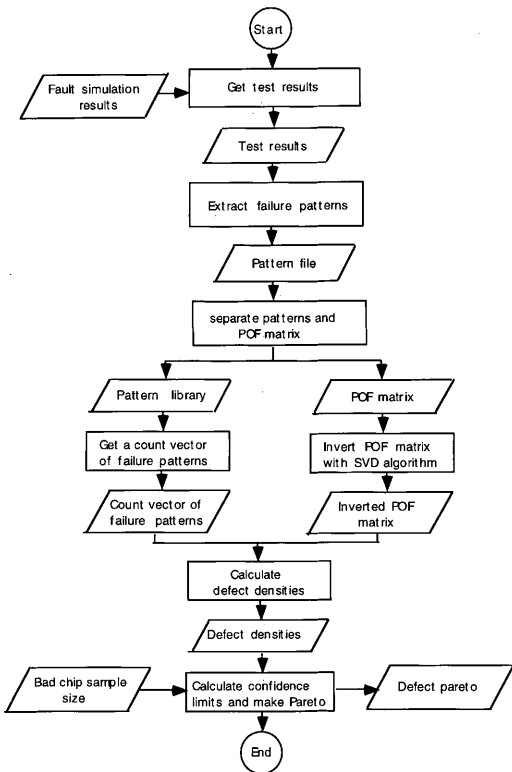 Start
Fault simulation
results
Get test results
Test results
Extract failure patterns
Pattern file
separate patterns and
POF matrix
Pattern library
POF matrix
Get a count vector
of failure patterns
Invert POF matrix
with SVD algorithm
Count vector of
failure patterns
Inverted POF
matrix
Calculate
defect densities
Defect densities
Bad chip sample
size
Calculate confidence
limits and make Pareto
Defect pareto
End